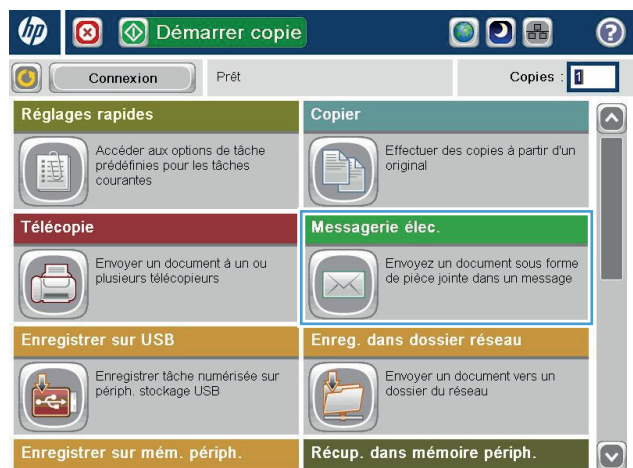 hp
Démarrer copie
?
Connexion
Prêt
Copies :
1
Réglages rapides
Accéder aux options de tâche
prédéfinies pour les tâches
courantes
Copier
Effectuer des copies à partir d'un
original
Télécopie
Envoyer un document à un ou
plusieurs télécopieurs
Messagerie élec.
Envoyez un document sous forme
de pièce jointe dans un message
Enregistrer sur USB
Enregistrer tâche numérisée sur
périph. stockage USB
Enreg. dans dossier réseau
Envoyer un document vers un
dossier du réseau
Enregistrer sur mém. périph.
Récup. dans mémoire périph.